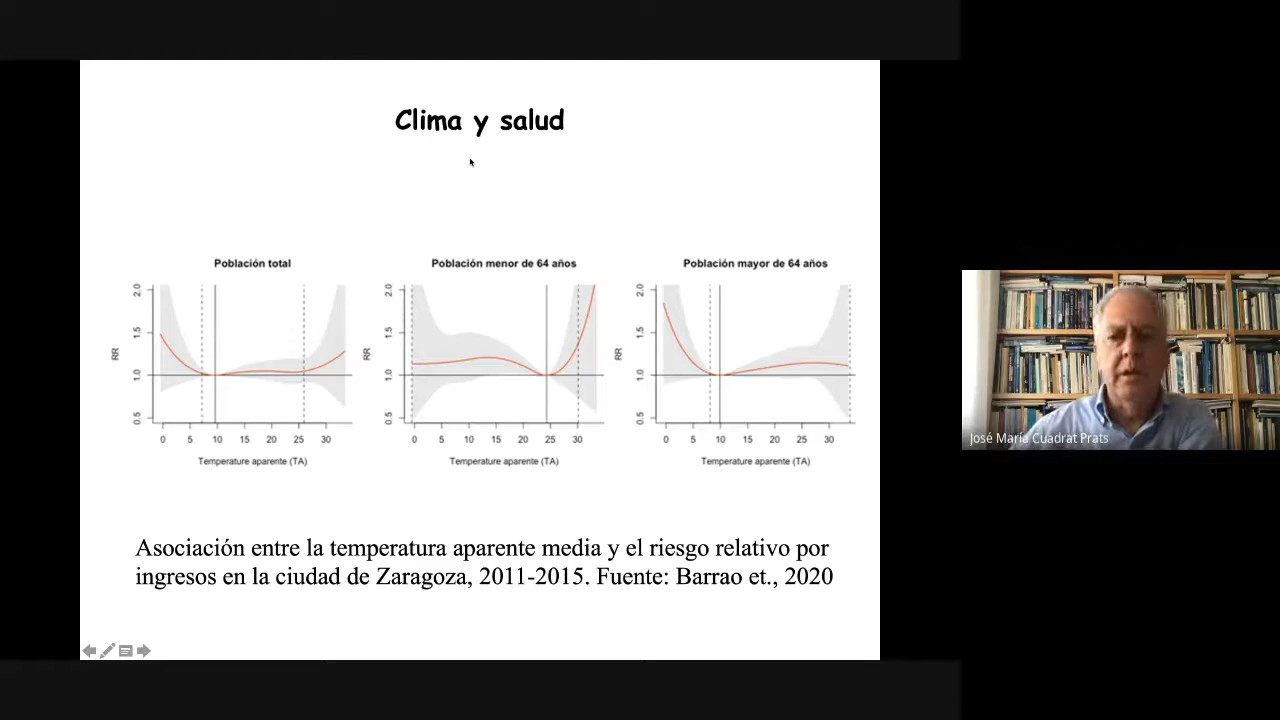 Clima y salud
Población total
RR
2.0
1.5
1.0
0.5
0 5 10 15 20 25 30
Temperature aparente (TA)
Población menor de 64 años
RR
2.0
1.5
1.0
0.5
0 5 10 15 20 25 30
Temperature aparente (TA)
Población mayor de 64 años
RR
2.0
1.5
1.0
0.5
0 5 10 15 20 25 30
Temperature aparente (TA)
Asociación entre la temperatura aparente media y el riesgo relativo por
ingresos en la ciudad de Zaragoza, 2011-2015. Fuente: Barrao et., 2020
José María Cuadrat Prats